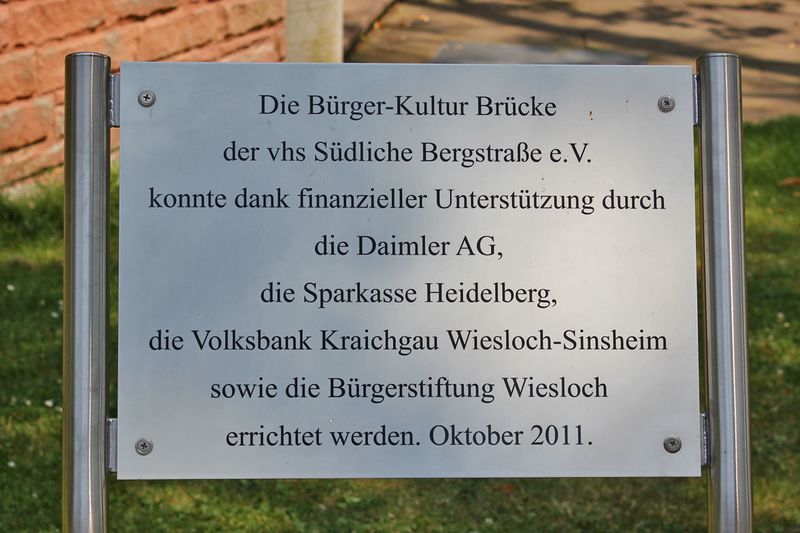 Die Bürger-Kultur Brücke
der vhs Südliche Bergstraße e.V.
konnte dank finanzieller Unterstützung durch
die Daimler AG,
die Sparkasse Heidelberg,
die Volksbank Kraichgau Wiesloch-Sinsheim
sowie die Bürgerstiftung Wiesloch
errichtet werden. Oktober 2011.